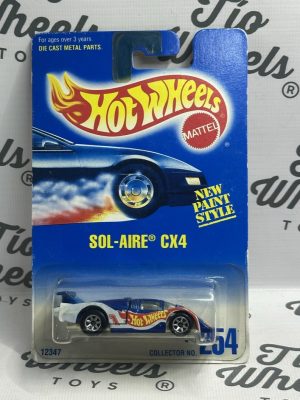 For ages over 3 years.
DIE CAST METAL PARTS.
Hot Wheels
MATTEL
NEW
PAINT
STYLE
SOL-AIRE® CX4
HOT WHEELS
12347
COLLECTOR NO. 254
Tio
Wheels
TOYS